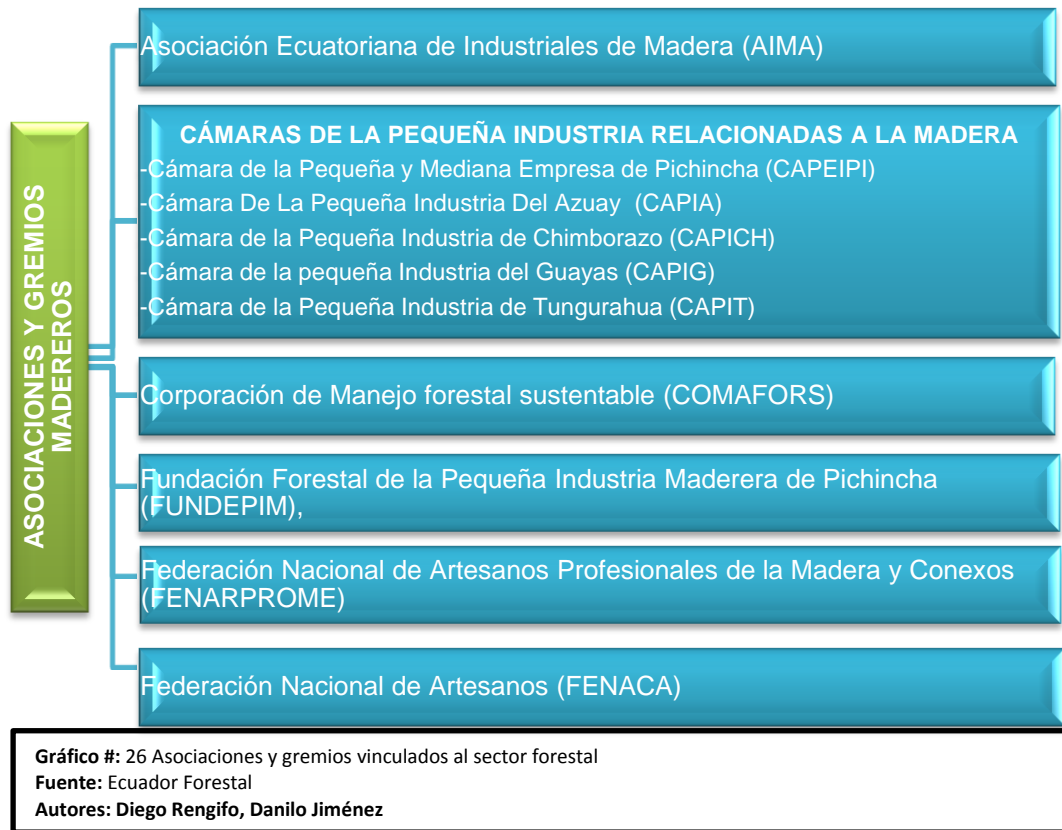 ASOCIACIONES Y GREMIOS
MADEREROS
Asociación Ecuatoriana de Industriales de Madera (AIMA)
CÁMARAS DE LA PEQUEÑA INDUSTRIA RELACIONADAS A LA MADERA
-Cámara de la Pequeña y Mediana Empresa de Pichincha (CAPEIPI)
-Cámara De La Pequeña Industria Del Azuay (CAPIA)
-Cámara de la Pequeña Industria de Chimborazo (CAPICH)
-Cámara de la pequeña Industria del Guayas (CAPIG)
-Cámara de la Pequeña Industria de Tungurahua (CAPIT)
Corporación de Manejo forestal sustentable (COMAFORS)
Fundación Forestal de la Pequeña Industria Maderera de Pichincha
(FUNDEPIM),
Federación Nacional de Artesanos Profesionales de la Madera y Conexos
(FENARPROME)
Federación Nacional de Artesanos (FENACA)
Gráfico #: 26 Asociaciones y gremios vinculados al sector forestal
Fuente: Ecuador Forestal
Autores: Diego Rengifo, Danilo Jiménez